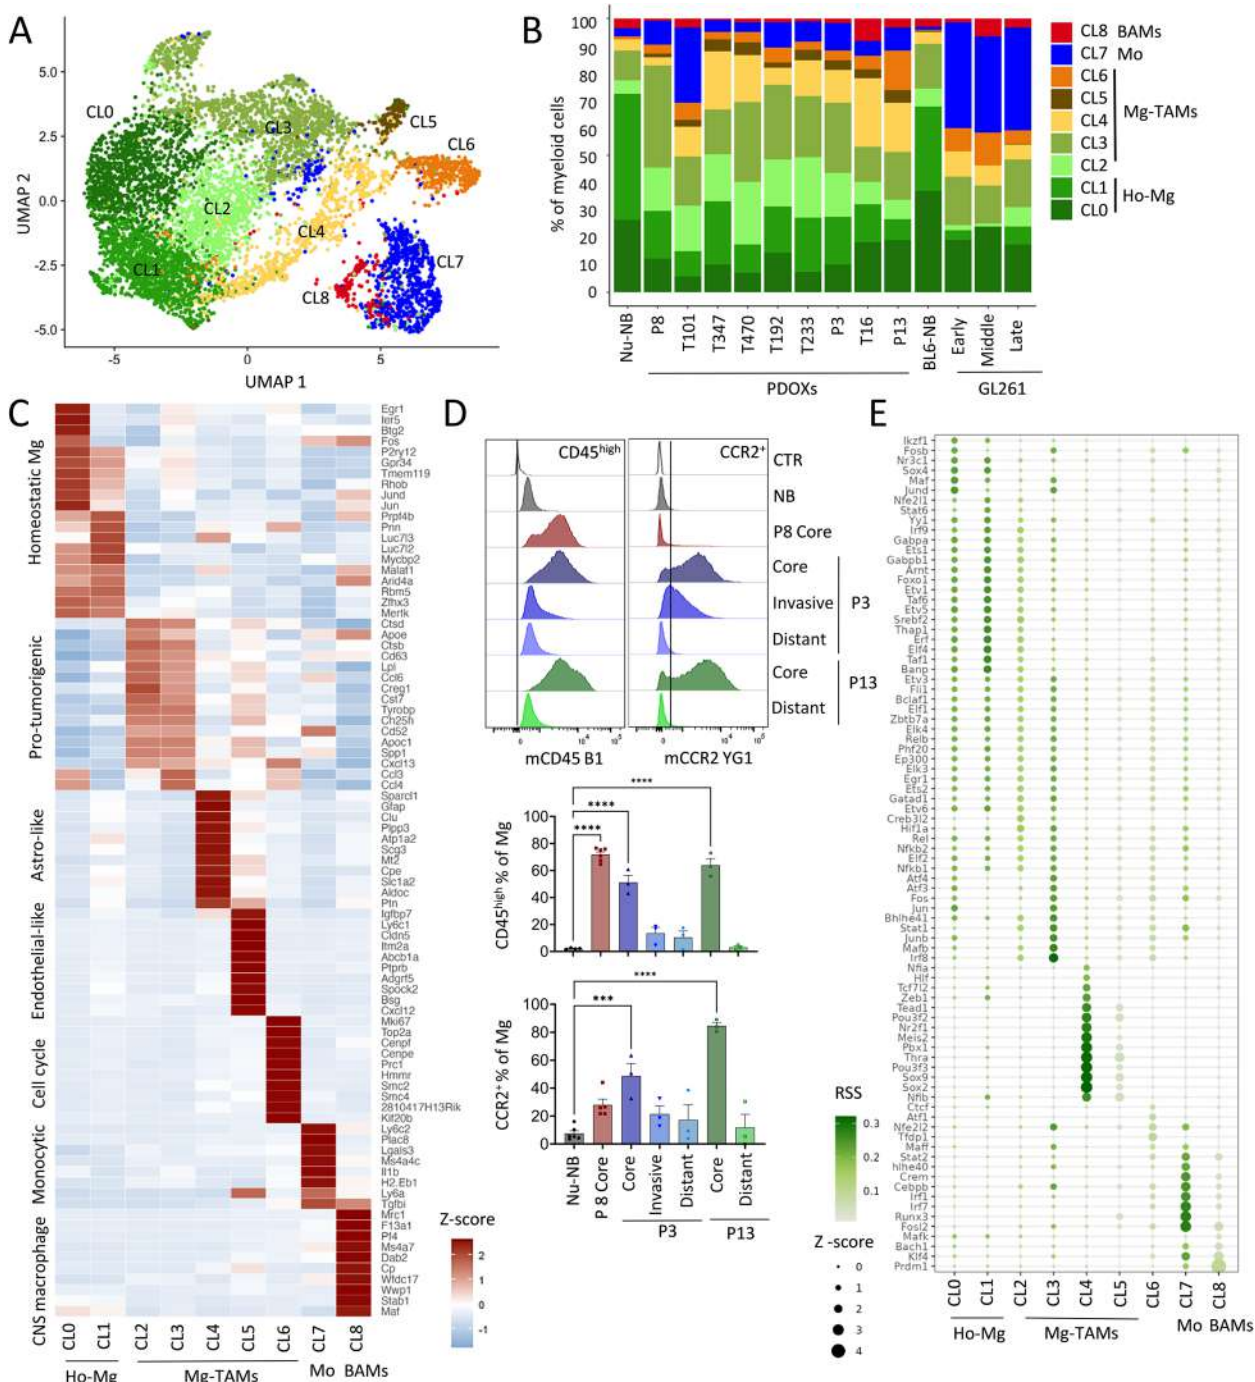 A
5.0
2.5
0.0
-2.5
-5.0
UMAP 2
-5
0
5
UMAP 1
CL0
CL3
CL5
CL6
CL2
CL4
CL1
CL8
CL7
B
100
90
80
70
60
50
40
30
20
10
0
% of myeloid cells
Nu-NB
P8
T101
T347
T470
T192
T233
P3
T16
P13
BL6-NB
Early
Middle
Late
PDOXs
GL261
CL8 BAMs
CL7 Mo
CL6
CL5
CL4
CL3
CL2
CL1
CL0
Mg-TAMs
Ho-Mg
C
Homeostatic Mg
Pro-tumorigenic
Astro-like
Endothelial-like
Cell cycle
Monocytic
CNS macrophage
Egr1
Ier5
Btg2
Fos
P2ry12
Gpr34
Tmem119
Rhob
Jund
Jun
Prpf4b
Pnn
Luc7l3
Luc7l2
Mycbp2
Malat1
Arid4a
Rbm5
Zfhx3
Mertk
Ctsd
Apoe
Ctsb
Cd63
Lpl
Ccl6
Creg1
Cst7
Tyrobp
Ch25h
Cd52
Apoc1
Spp1
Cxcl13
Ccl3
Ccl4
Sparcl1
Gfap
Clu
Plpp3
Atp1a2
Scg3
Mt2
Cpe
Slc1a2
Aldoc
Ptn
Igfbp7
Ly6c1
Cldn5
Itm2a
Abcb1a
Ptprb
Adgrf5
Spock2
Bsg
Cxcl12
Mki67
Top2a
Cenpf
Cenpe
Prc1
Hmmr
Smc2
Smc4
2810417H13Rik
Kif20b
Ly6c2
Plac8
Lgals3
Ms4a4c
Il1b
H2.Eb1
Ly6a
Tgfbi
Mrc1
F13a1
Pf4
Ms4a7
Dab2
Cp
Wfdc17
Wwp1
Stab1
Maf
CL0
CL1
CL2
CL3
CL4
CL5
CL6
CL7
CL8
Ho-Mg
Mg-TAMs
Mo BAMs
Z-score
2
1
0
-1
D
CD45high
CCR2+
CTR
NB
P8 Core
Core
Invasive
Distant
P3
Core
Distant
P13
0
10⁴
10⁵
0
10⁴
10⁵
mCD45 B1
mCCR2 YG1
CD45high % of Mg
100
80
60
40
20
0
****
****
****
CCR2+ % of Mg
100
80
60
40
20
0
***
****
Nu-NB
P 8 Core
Core
Invasive
Distant
Core
Distant
P3
P13
E
Ikzf1
Fosb
Nr3c1
Sox4
Maf
Jund
Nfe2l1
Stat6
Yy1
Irf9
Gabpa
Ets1
Gabpb1
Arnt
Foxo1
Etv1
Taf6
Etv5
Srebf2
Thap1
Erf
Elf4
Taf1
Banp
Etv3
Fli1
Bclaf1
Elf1
Zbtb7a
Elk4
Relb
Phf20
Ep300
Elk3
Egr1
Ets2
Gatad1
Etv6
Creb3l2
Hif1a
Rel
Nfkb2
Elf2
Nfkb1
Atf4
Atf3
Fos
Jun
Bhlhe41
Stat1
Junb
Mafb
Irf8
Nfia
Hlf
Tcf7l2
Zeb1
Tead1
Pou3f2
Nr2f1
Meis2
Pbx1
Thra
Pou3f3
Sox9
Sox2
Nfib
Ctcf
Atf1
Nfe2l2
Tfdp1
Maff
Stat2
hlhe40
Crem
Cebpb
Irf1
Irf7
Runx3
Fosl2
Mafk
Bach1
Klf4
Prdm1
CL0
CL1
CL2
CL3
CL4
CL5
CL6
CL7
CL8
Ho-Mg
Mg-TAMs
Mo BAMs
RSS
0.3
0.2
0.1
Z -score
0
1
2
3
4